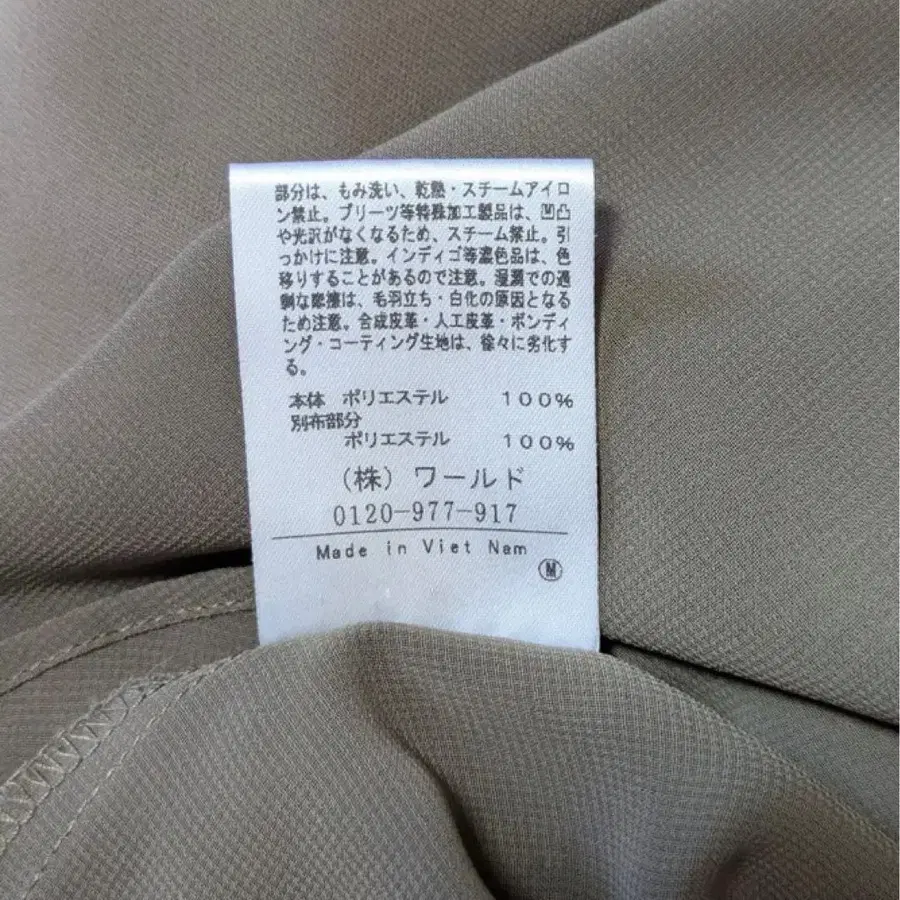 部分は、もみ洗い、乾熱・スチームアイロ
ン禁止。プリーツ等特殊加工製品は、凹凸
や光沢がなくなるため、スチーム禁止。引
っかけに注意。インディゴ等濃色品は、色
移りすることがあるので注意。湿潤での過
剰な摩擦は、毛羽立ち・白化の原因となる
ため注意。合成皮革・人工皮革・ボンディ
ング・コーティング生地は、徐々に劣化す
る。
本体 ポリエステル 100%
別布部分
ポリエステル 100%
(株) ワールド
0120-977-917
Made in Viet Nam
M